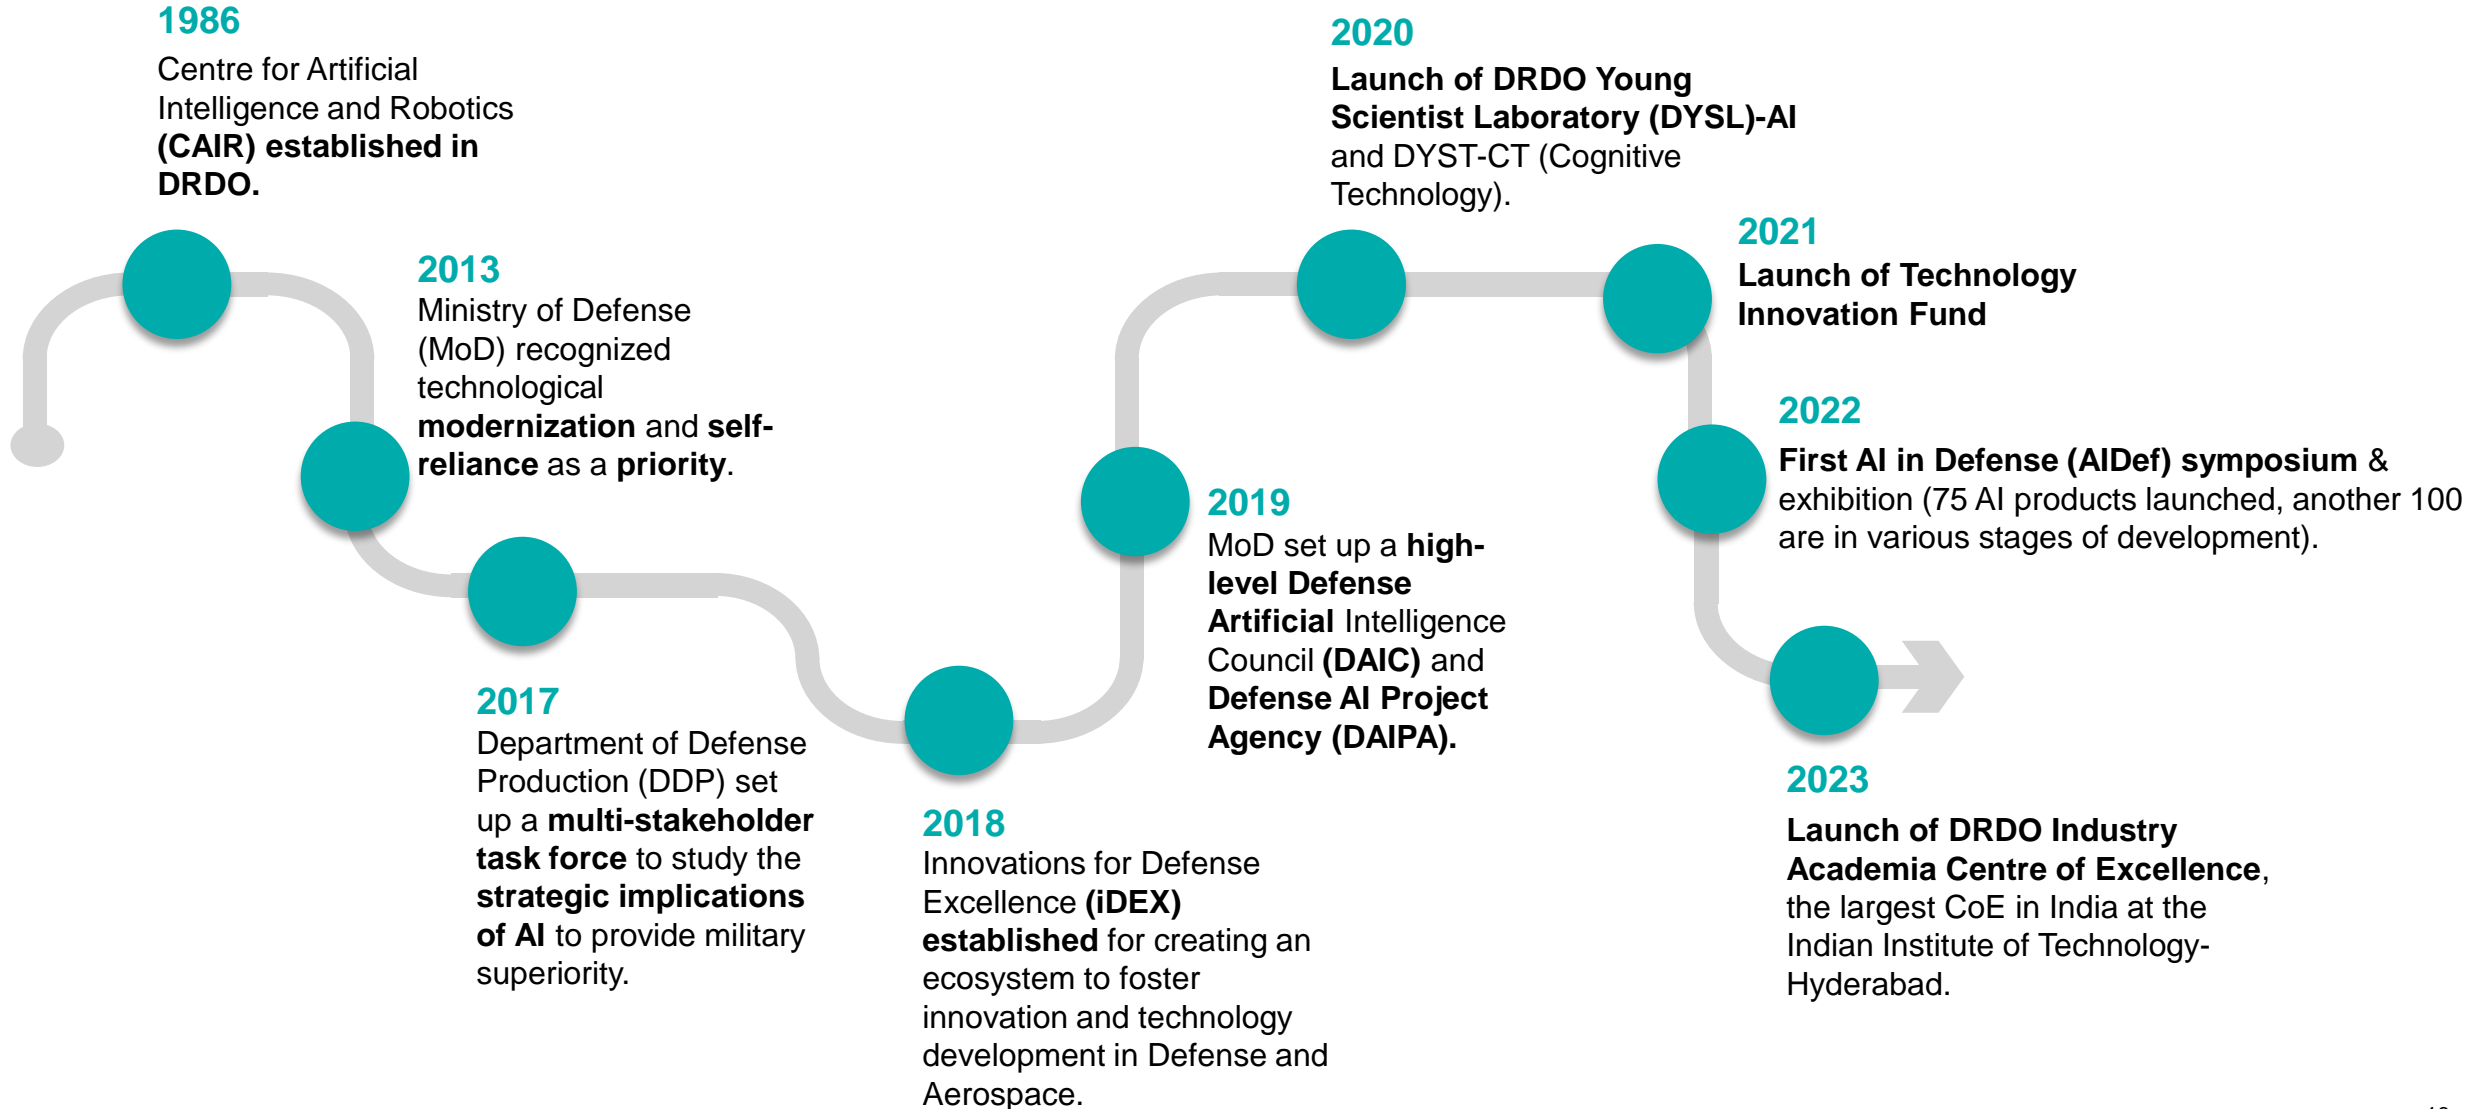 1986
Centre for Artificial
Intelligence and Robotics
(CAIR) established in
DRDO.
2013
Ministry of Defense
(MoD) recognized
technological
modernization and self-
reliance as a priority.
2017
Department of Defense
Production (DDP) set
up a multi-stakeholder
task force to study the
strategic implications
of AI to provide military
superiority.
2018
Innovations for Defense
Excellence (iDEX)
established for creating an
ecosystem to foster
innovation and technology
development in Defense and
Aerospace.
2019
MoD set up a high-
level Defense
Artificial Intelligence
Council (DAIC) and
Defense AI Project
Agency (DAIPA).
2020
Launch of DRDO Young
Scientist Laboratory (DYSL)-AI
and DYST-CT (Cognitive
Technology).
2021
Launch of Technology
Innovation Fund
2022
First AI in Defense (AIDef) symposium &
exhibition (75 AI products launched, another 100
are in various stages of development).
2023
Launch of DRDO Industry
Academia Centre of Excellence,
the largest CoE in India at the
Indian Institute of Technology-
Hyderabad.